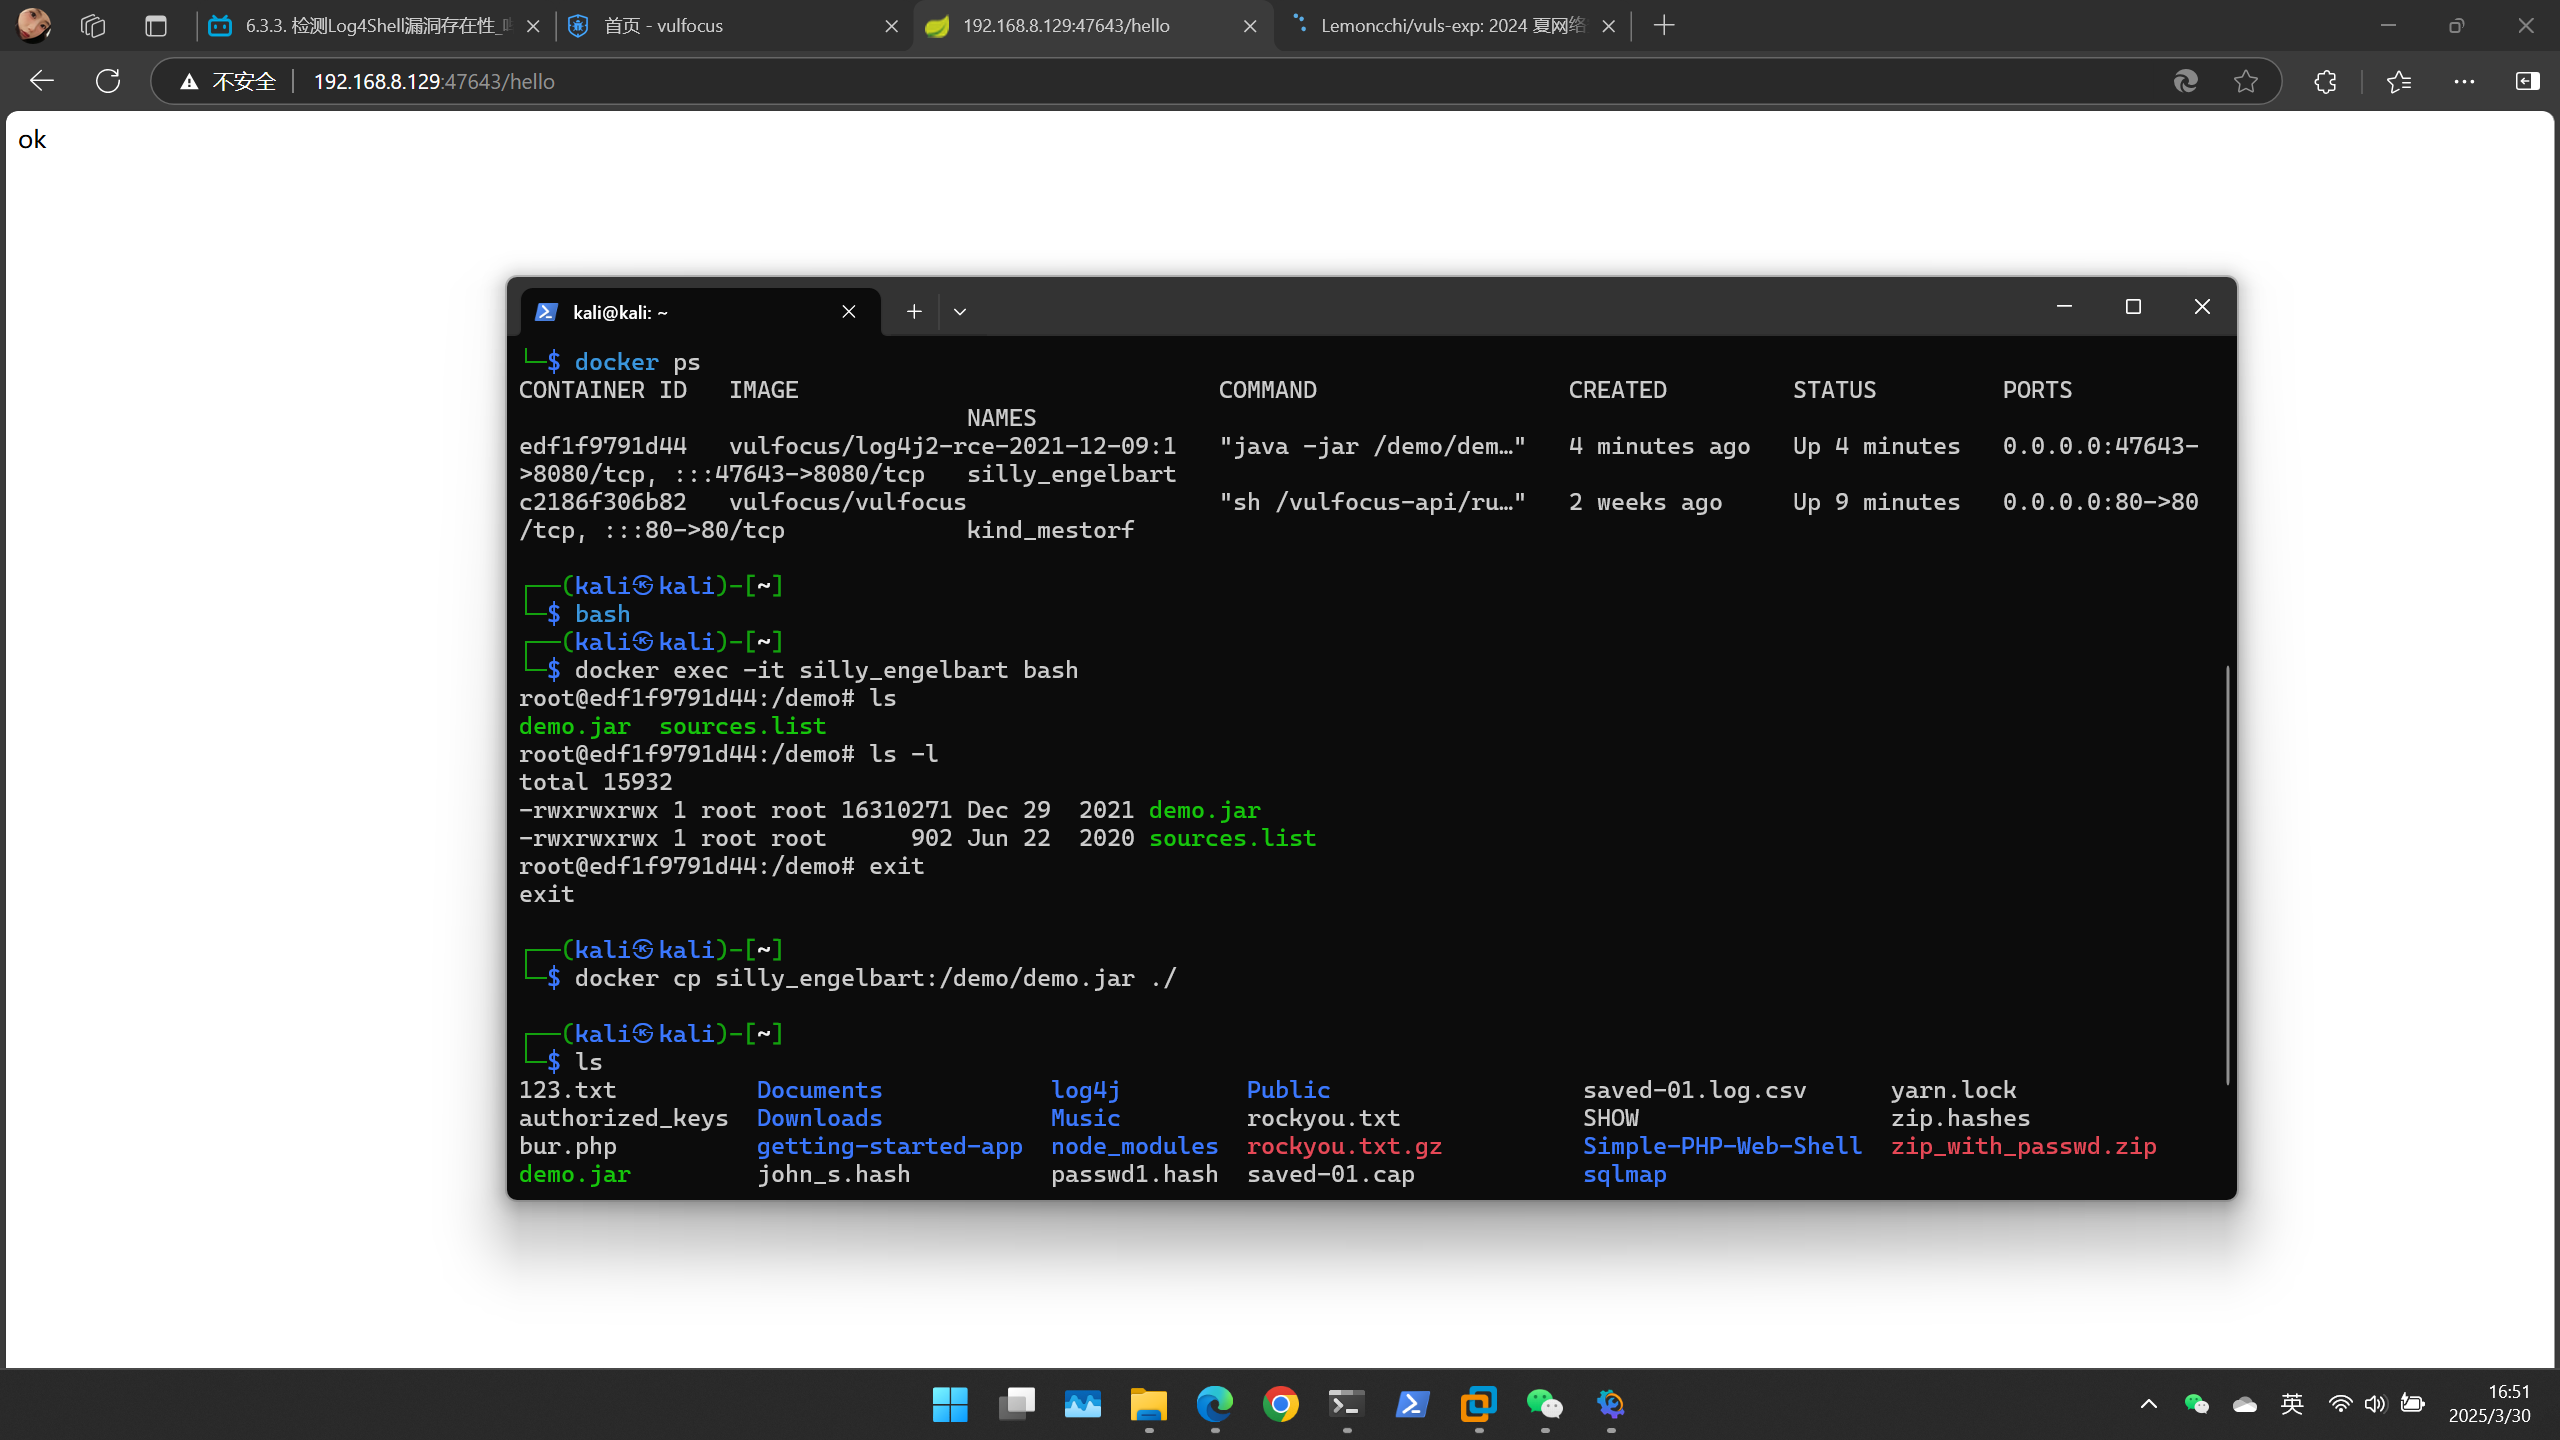 6.3.3. 检测Log4Shell漏洞存在性_
首页 - vulfocus
192.168.8.129:47643/hello
Lemoncchi/vuls-exp: 2024 夏网络
不安全
192.168.8.129:47643/hello
ok
kali@kali: ~
└─$ docker ps
CONTAINER ID   IMAGE                              COMMAND                  CREATED         STATUS         PORTS
                                NAMES
edf1f9791d44   vulfocus/log4j2-rce-2021-12-09:1   "java -jar /demo/dem…"   4 minutes ago   Up 4 minutes   0.0.0.0:47643-
>8080/tcp, :::47643->8080/tcp   silly_engelbart
c2186f306b82   vulfocus/vulfocus                  "sh /vulfocus-api/ru…"   2 weeks ago     Up 9 minutes   0.0.0.0:80->80
/tcp, :::80->80/tcp             kind_mestorf
┌──(kali㉿kali)-[~]
└─$ bash
┌──(kali㉿kali)-[~]
└─$ docker exec -it silly_engelbart bash
root@edf1f9791d44:/demo# ls
demo.jar  sources.list
root@edf1f9791d44:/demo# ls -l
total 15932
-rwxrwxrwx 1 root root 16310271 Dec 29  2021 demo.jar
-rwxrwxrwx 1 root root      902 Jun 22  2020 sources.list
root@edf1f9791d44:/demo# exit
exit
┌──(kali㉿kali)-[~]
└─$ docker cp silly_engelbart:/demo/demo.jar ./
┌──(kali㉿kali)-[~]
└─$ ls
123.txt          Documents            log4j         Public                  saved-01.log.csv      yarn.lock
authorized_keys  Downloads            Music         rockyou.txt             SHOW                  zip.hashes
bur.php          getting-started-app  node_modules  rockyou.txt.gz          Simple-PHP-Web-Shell  zip_with_passwd.zip
demo.jar         john_s.hash          passwd1.hash  saved-01.cap            sqlmap
英
16:51
2025/3/30